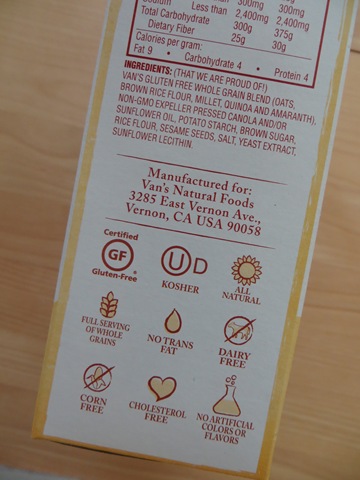 Sodium Less than 300mg 300mg
2,400mg 2,400mg
Total Carbohydrate 300g 375g
Dietary Fiber 25g 30g
Calories per gram:
Fat 9 • Carbohydrate 4 • Protein 4
INGREDIENTS: (THAT WE ARE PROUD OF!)
VAN'S GLUTEN FREE WHOLE GRAIN BLEND (OATS,
BROWN RICE FLOUR, MILLET, QUINOA AND AMARANTH),
NON-GMO EXPELLER PRESSED CANOLA AND/OR
SUNFLOWER OIL, POTATO STARCH, BROWN SUGAR,
RICE FLOUR, SESAME SEEDS, SALT, YEAST EXTRACT,
SUNFLOWER LECITHIN.
Manufactured for:
Van's Natural Foods
3285 East Vernon Ave.,
Vernon, CA USA 90058
Certified
GF
Gluten-Free®
U D
KOSHER
ALL
NATURAL
FULL SERVING
OF WHOLE
GRAINS
NO TRANS
FAT
DAIRY
FREE
CORN
FREE
CHOLESTEROL
FREE
NO ARTIFICIAL
COLORS OR
FLAVORS